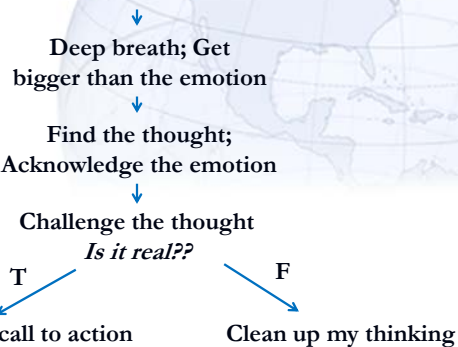 Deep breath; Get
bigger than the emotion
Find the thought;
Acknowledge the emotion
Challenge the thought
Is it real??
T
F
call to action
Clean up my thinking